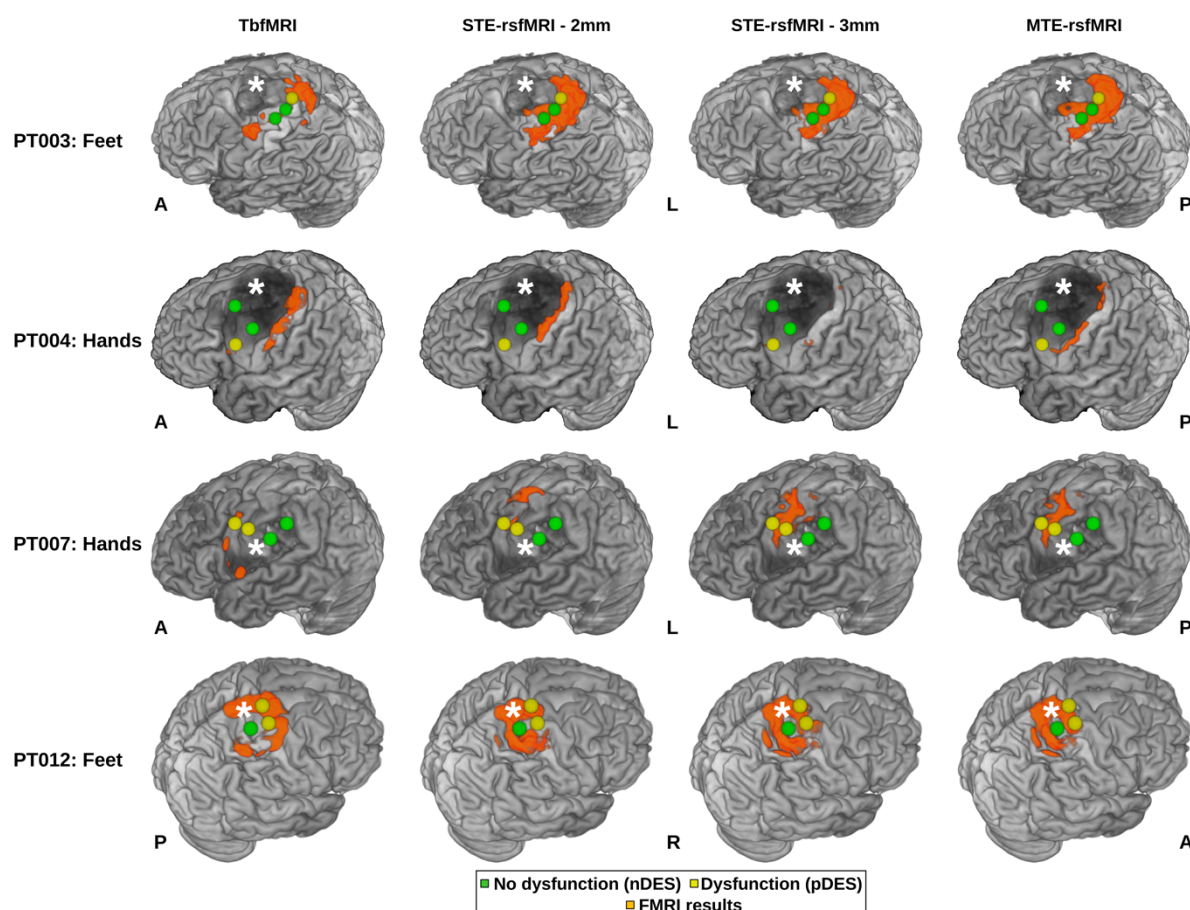 TbfMRI STE-rsfMRI - 2mm STE-rsfMRI - 3mm MTE-rsfMRI
* * * *
PT003: Feet
A L P
* * * *
PT004: Hands
A L P
PT007: Hands
* * * *
A L P
* * * *
PT012: Feet
P R A
No dysfunction (nDES) Dysfunction (pDES)
FMRI results